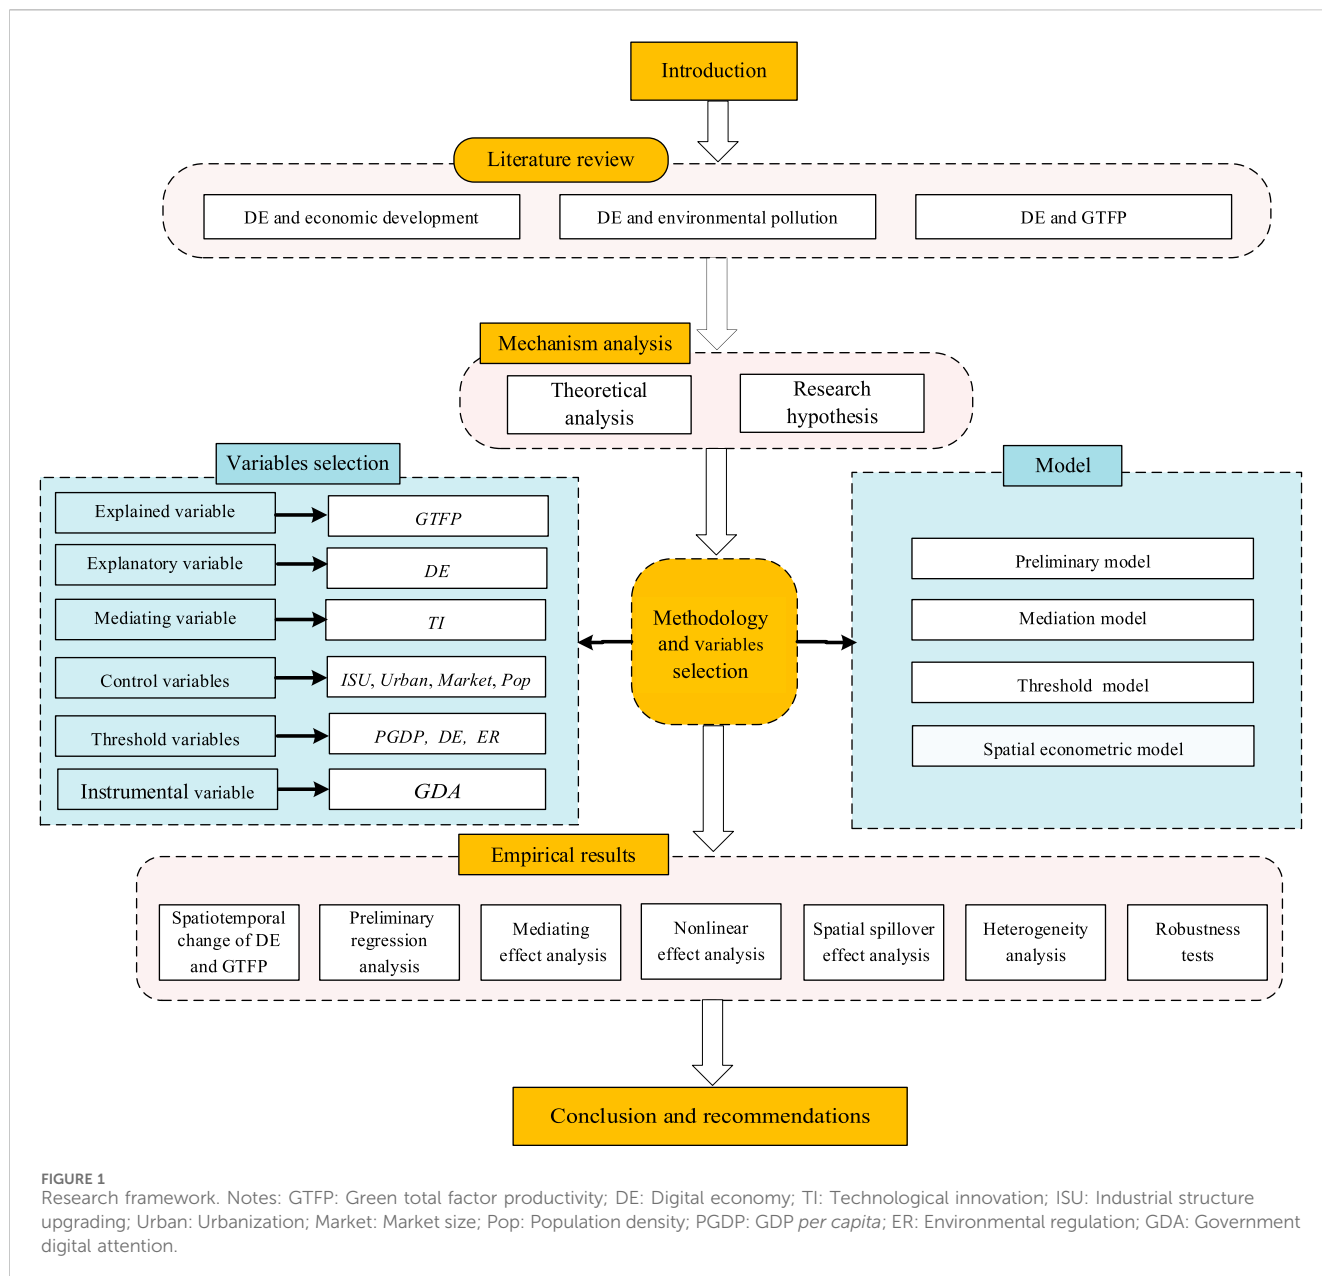 Introduction
Literature review
DE and economic development
DE and environmental pollution
DE and GTFP
Mechanism analysis
Theoretical
analysis
Research
hypothesis
Variables selection
Explained variable
GTFP
Explanatory variable
DE
Mediating variable
TI
Control variables
ISU, Urban, Market, Pop
Threshold variables
PGDP, DE, ER
Instrumental variable
GDA
Methodology
and variables
selection
Model
Preliminary model
Mediation model
Threshold model
Spatial econometric model
Empirical results
Spatiotemporal
change of DE
and GTFP
Preliminary
regression
analysis
Mediating
effect analysis
Nonlinear
effect analysis
Spatial spillover
effect analysis
Heterogeneity
analysis
Robustness
tests
Conclusion and recommendations
FIGURE 1
Research framework. Notes: GTFP: Green total factor productivity; DE: Digital economy; TI: Technological innovation; ISU: Industrial structure
upgrading; Urban: Urbanization; Market: Market size; Pop: Population density; PGDP: GDP per capita; ER: Environmental regulation; GDA: Government
digital attention.